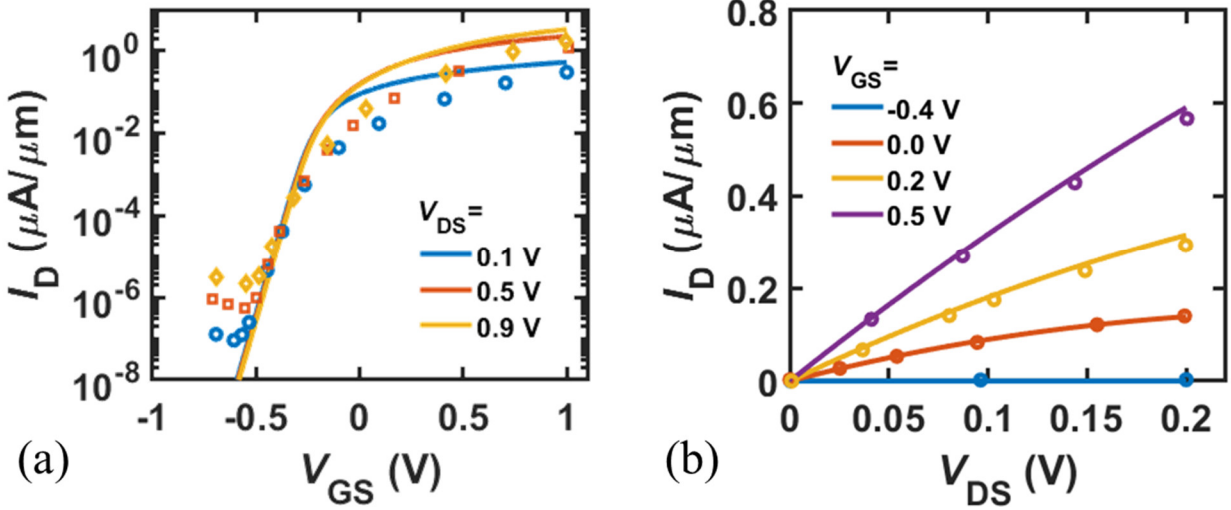 10^0
10^-2
10^-4
10^-6
10^-8
I_D (μA/μm)
V_DS=
0.1 V
0.5 V
0.9 V
-1
-0.5
0
0.5
1
V_GS (V)
(a)
0.8
0.6
0.4
0.2
0
I_D (μA/μm)
V_GS=
-0.4 V
0.0 V
0.2 V
0.5 V
0
0.05
0.1
0.15
0.2
V_DS (V)
(b)